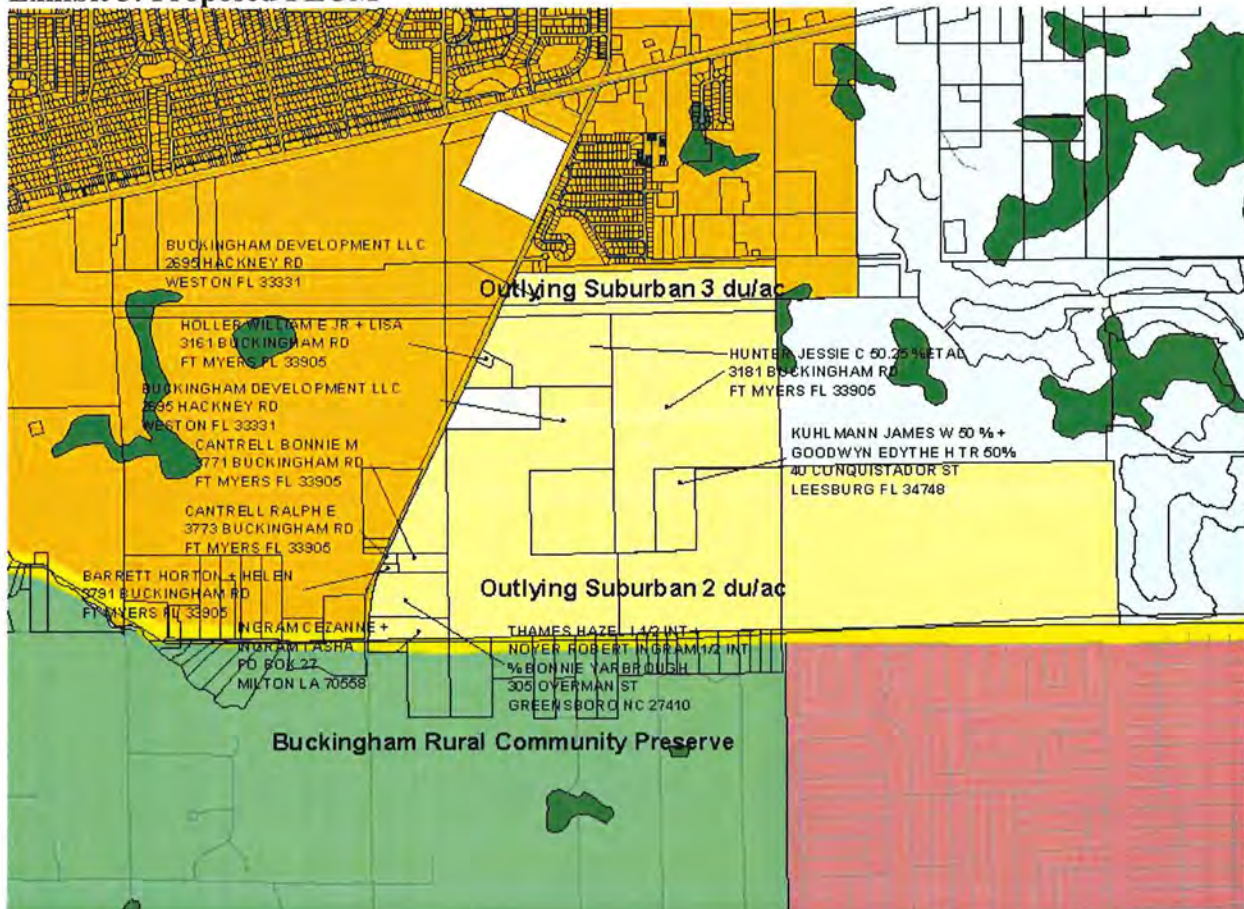 BUCKINGHAM DEVELOPMENT LLC
2695 HACKNEY RD
WESTON FL 33331
Outlying Suburban 3 du/ac
HOLLER WILLIAM E JR + LISA
3161 BUCKINGHAM RD
FT MYERS FL 33905
HUNTER JESSIE C 50.25 % ET AL
3181 BUCKINGHAM RD
FT MYERS FL 33905
BUCKINGHAM DEVELOPMENT LLC
2695 HACKNEY RD
WESTON FL 33331
KUHLMANN JAMES W 50 % +
GOODWYN EDYTHE H TR 50%
40 CONQUISTADOR ST
LEESBURG FL 34748
CANTRELL BONNIE M
3771 BUCKINGHAM RD
FT MYERS FL 33905
CANTRELL RALPH E
3773 BUCKINGHAM RD
FT MYERS FL 33905
BARRETT HORTON + HELEN
3791 BUCKINGHAM RD
FT MYERS FL 33905
Outlying Suburban 2 du/ac
INGRAM CEZANNE +
INGRAM TASHA
PO BOX 27
MILTON LA 70558
THAMES HAZEL I 1/2 INT +
NOYER ROBERT INGRAM 1/2 INT
% BONNIE YARBROUGH
305 OVERMAN ST
GREENSBORO NC 27410
Buckingham Rural Community Preserve